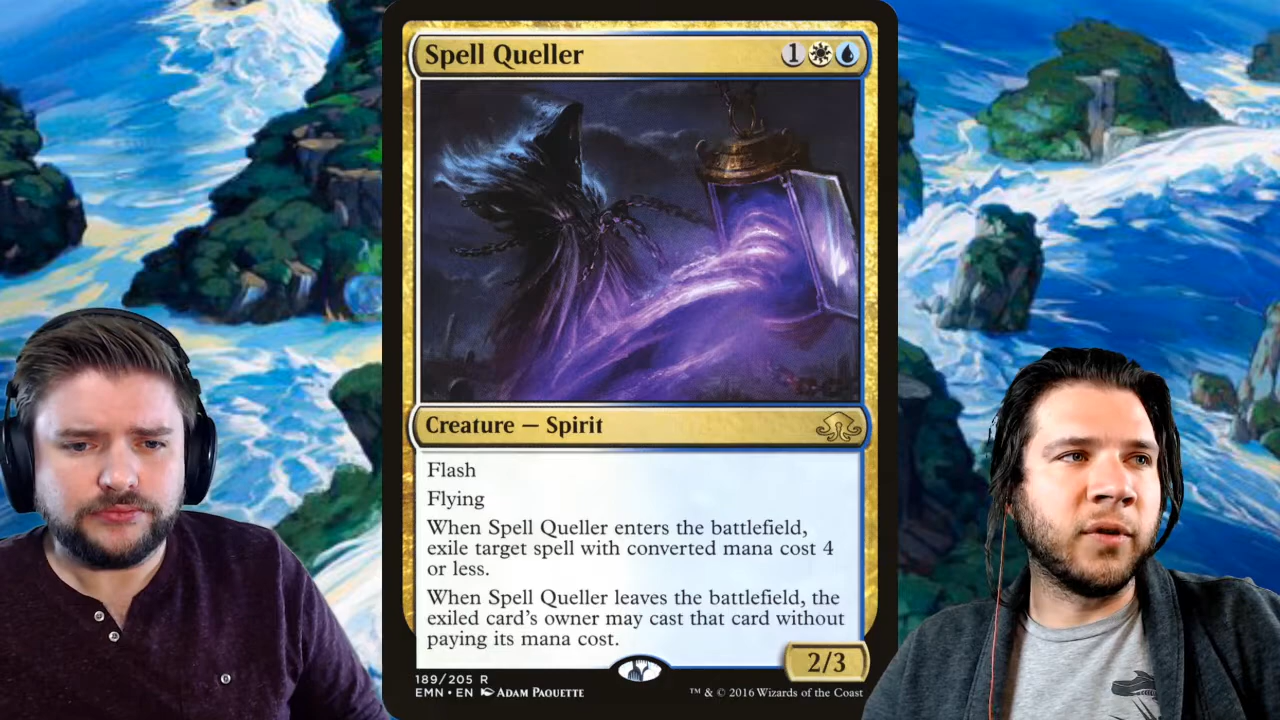 Spell Queller 1
Creature — Spirit
Flash
Flying
When Spell Queller enters the battlefield,
exile target spell with converted mana cost 4
or less.
When Spell Queller leaves the battlefield, the
exiled card's owner may cast that card without
paying its mana cost.
2/3
189/205 R
EMN • EN Adam Paquette
™ & © 2016 Wizards of the Coast